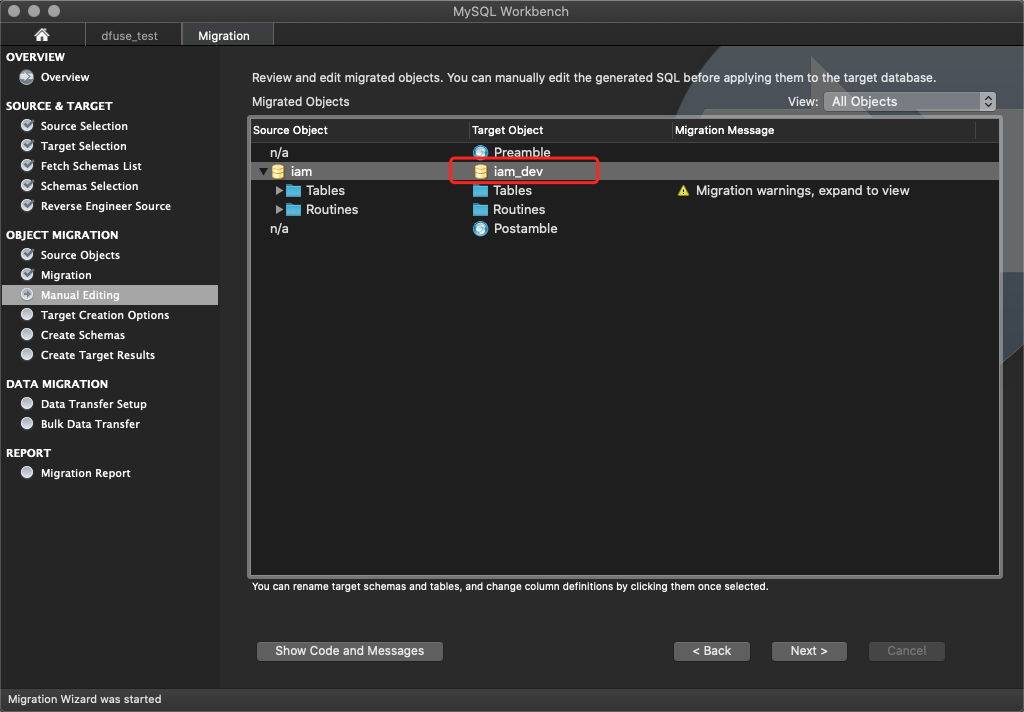 MySQL Workbench
dfuse_test
Migration
OVERVIEW
Overview
SOURCE & TARGET
Source Selection
Target Selection
Fetch Schemas List
Schemas Selection
Reverse Engineer Source
OBJECT MIGRATION
Source Objects
Migration
Manual Editing
Target Creation Options
Create Schemas
Create Target Results
DATA MIGRATION
Data Transfer Setup
Bulk Data Transfer
REPORT
Migration Report
Review and edit migrated objects. You can manually edit the generated SQL before applying them to the target database.
Migrated Objects
View: All Objects
Source Object Target Object Migration Message
n/a Preamble
iam iam_dev
Tables Tables Migration warnings, expand to view
Routines Routines
n/a Postamble
You can rename target schemas and tables, and change column definitions by clicking them once selected.
Show Code and Messages < Back Next > Cancel
Migration Wizard was started